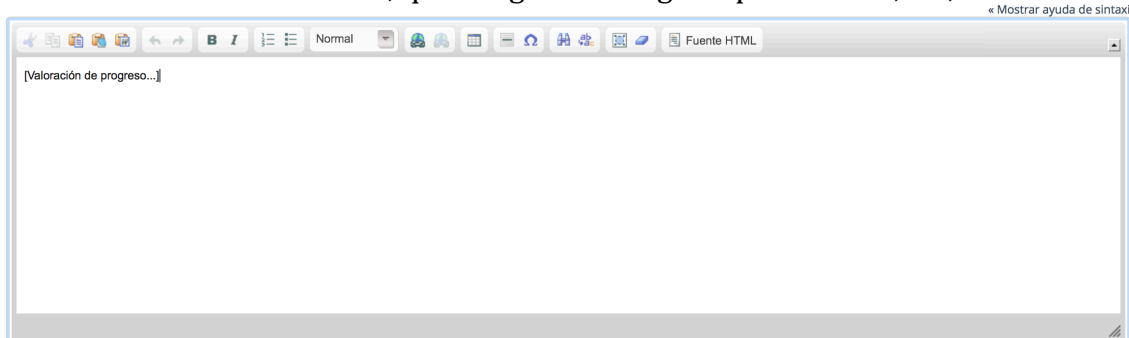 « Mostrar ayuda de sintaxi
B I Normal Ω Fuente HTML
[Valoración de progreso...]